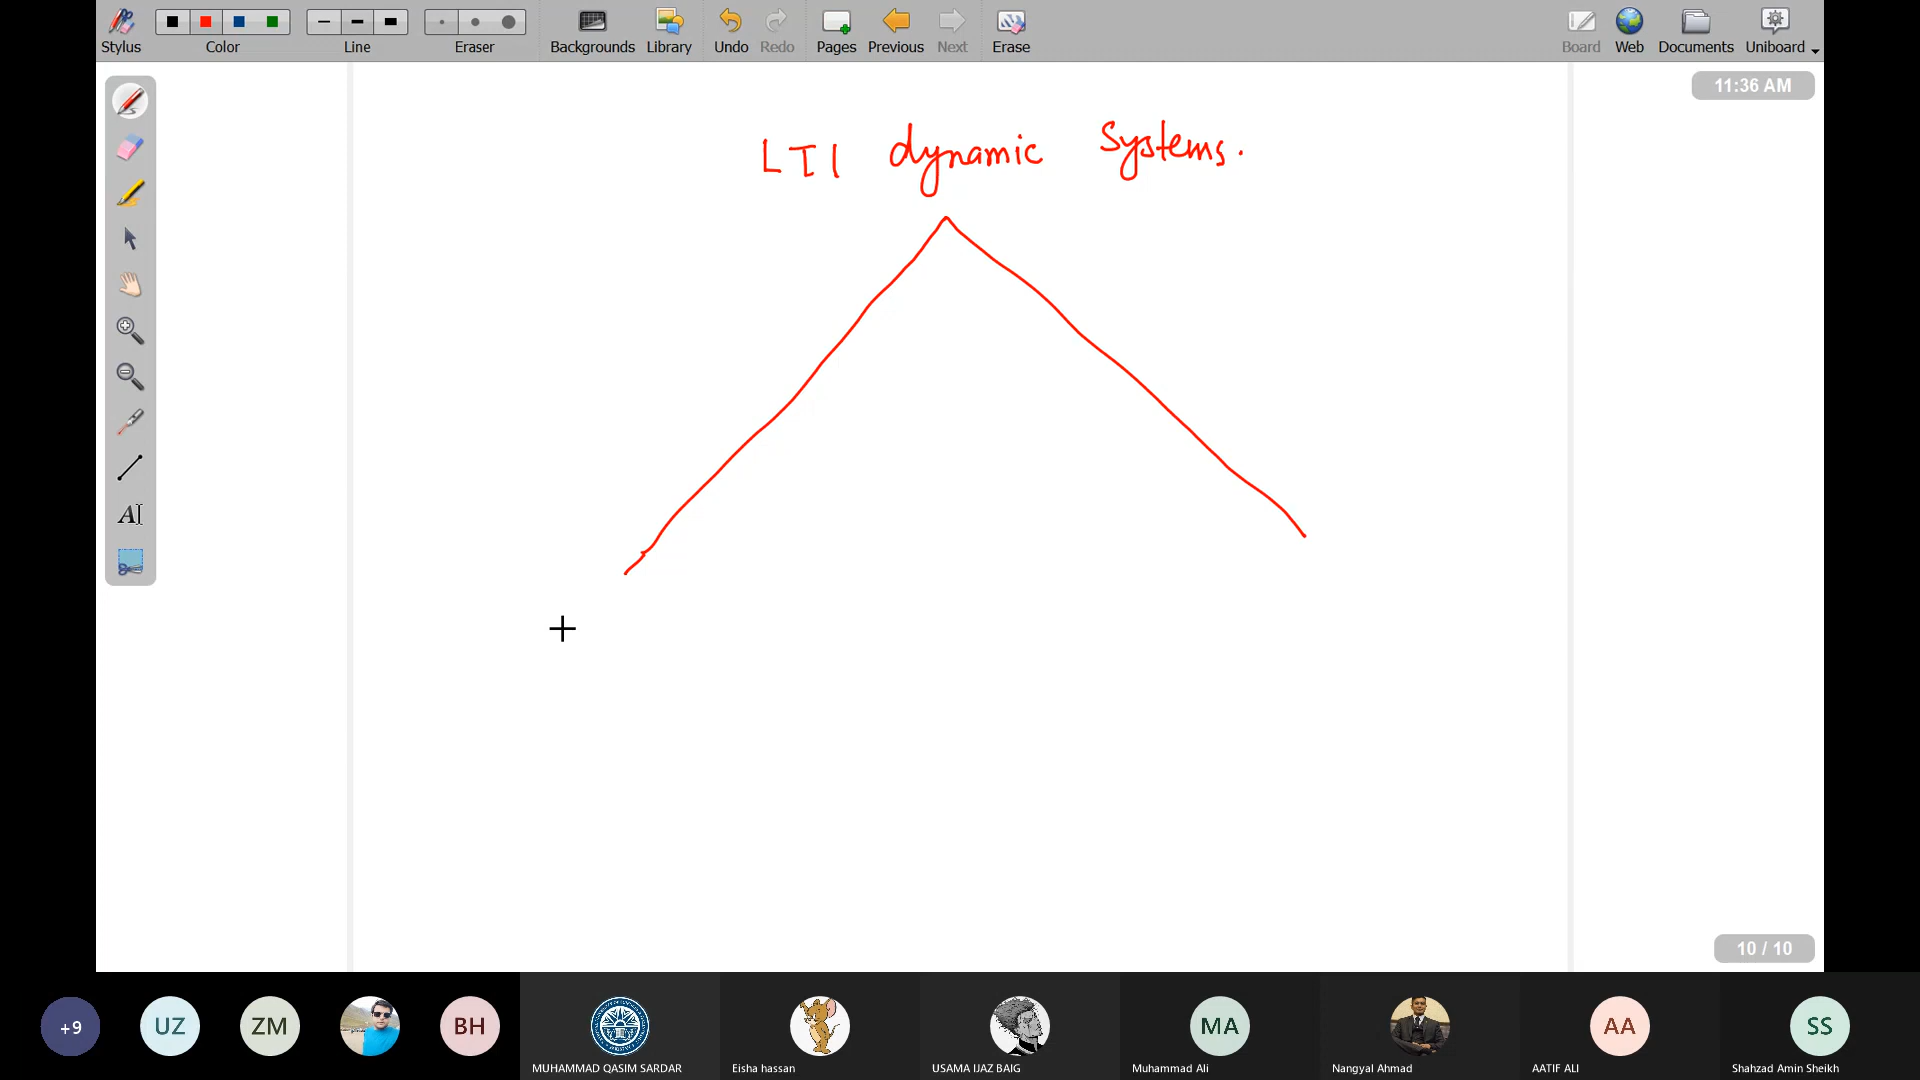 Stylus Color Line Eraser Backgrounds Library Undo Redo Pages Previous Next Erase Board Web Documents Uniboard
11:36 AM
LTI dynamic Systems.
A
10 / 10
+9 UZ ZM BH MA AA SS
MUHAMMAD QASIM SARDAR Eisha hassan USAMA IJAZ BAIG Muhammad Ali Nangyal Ahmad AATIF ALI Shahzad Amin Sheikh